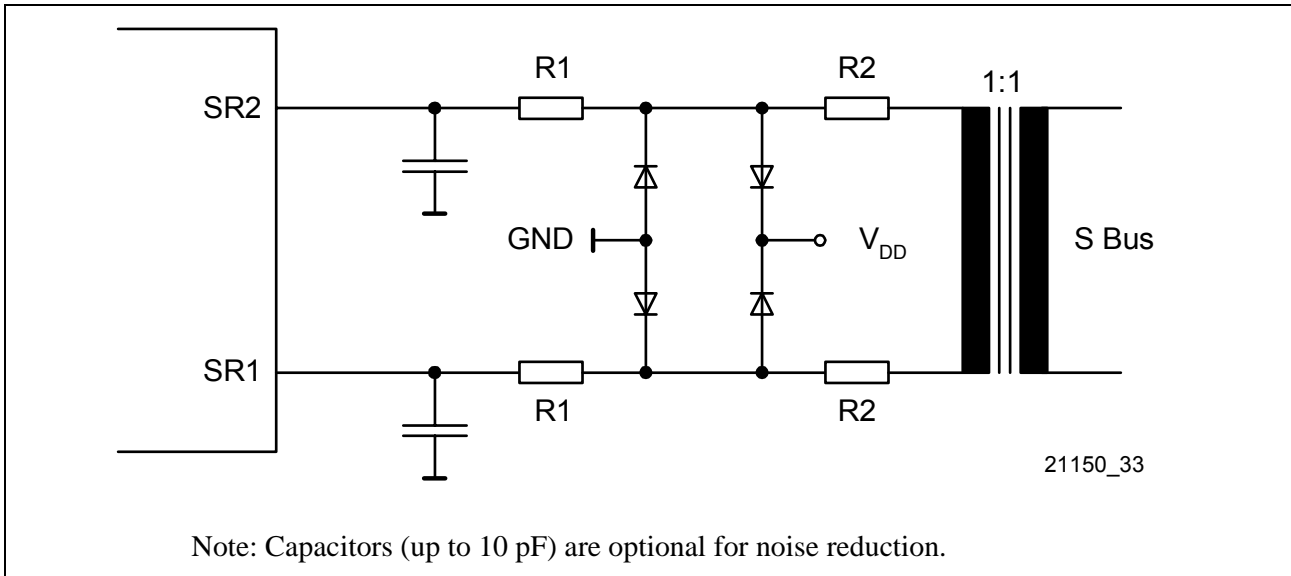 R1
R2
1:1
SR2
GND
V_DD
S Bus
SR1
R1
R2
21150_33
Note: Capacitors (up to 10 pF) are optional for noise reduction.